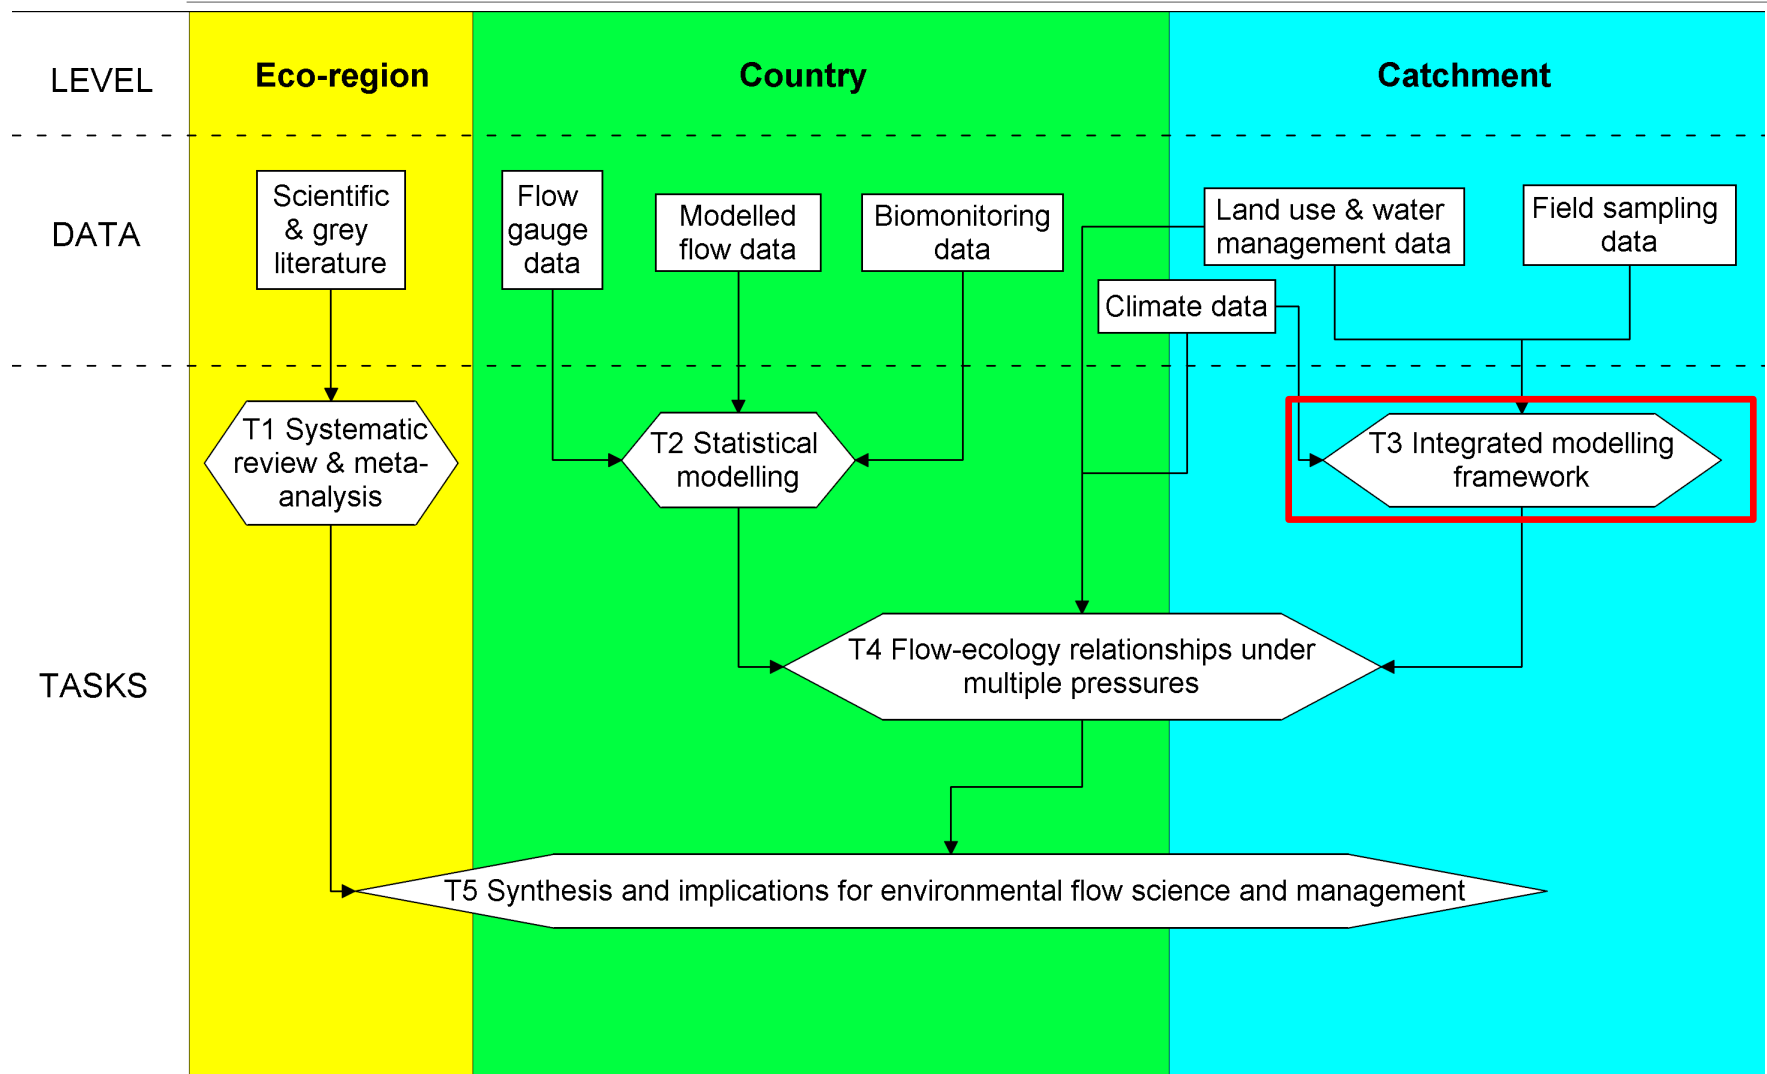 LEVEL
Eco-region
Country
Catchment
DATA
Scientific
& grey
literature
Flow
gauge
data
Modelled
flow data
Biomonitoring
data
Land use & water
management data
Field sampling
data
Climate data
TASKS
T1 Systematic
review & meta-
analysis
T2 Statistical
modelling
T3 Integrated modelling
framework
T4 Flow-ecology relationships under
multiple pressures
T5 Synthesis and implications for environmental flow science and management